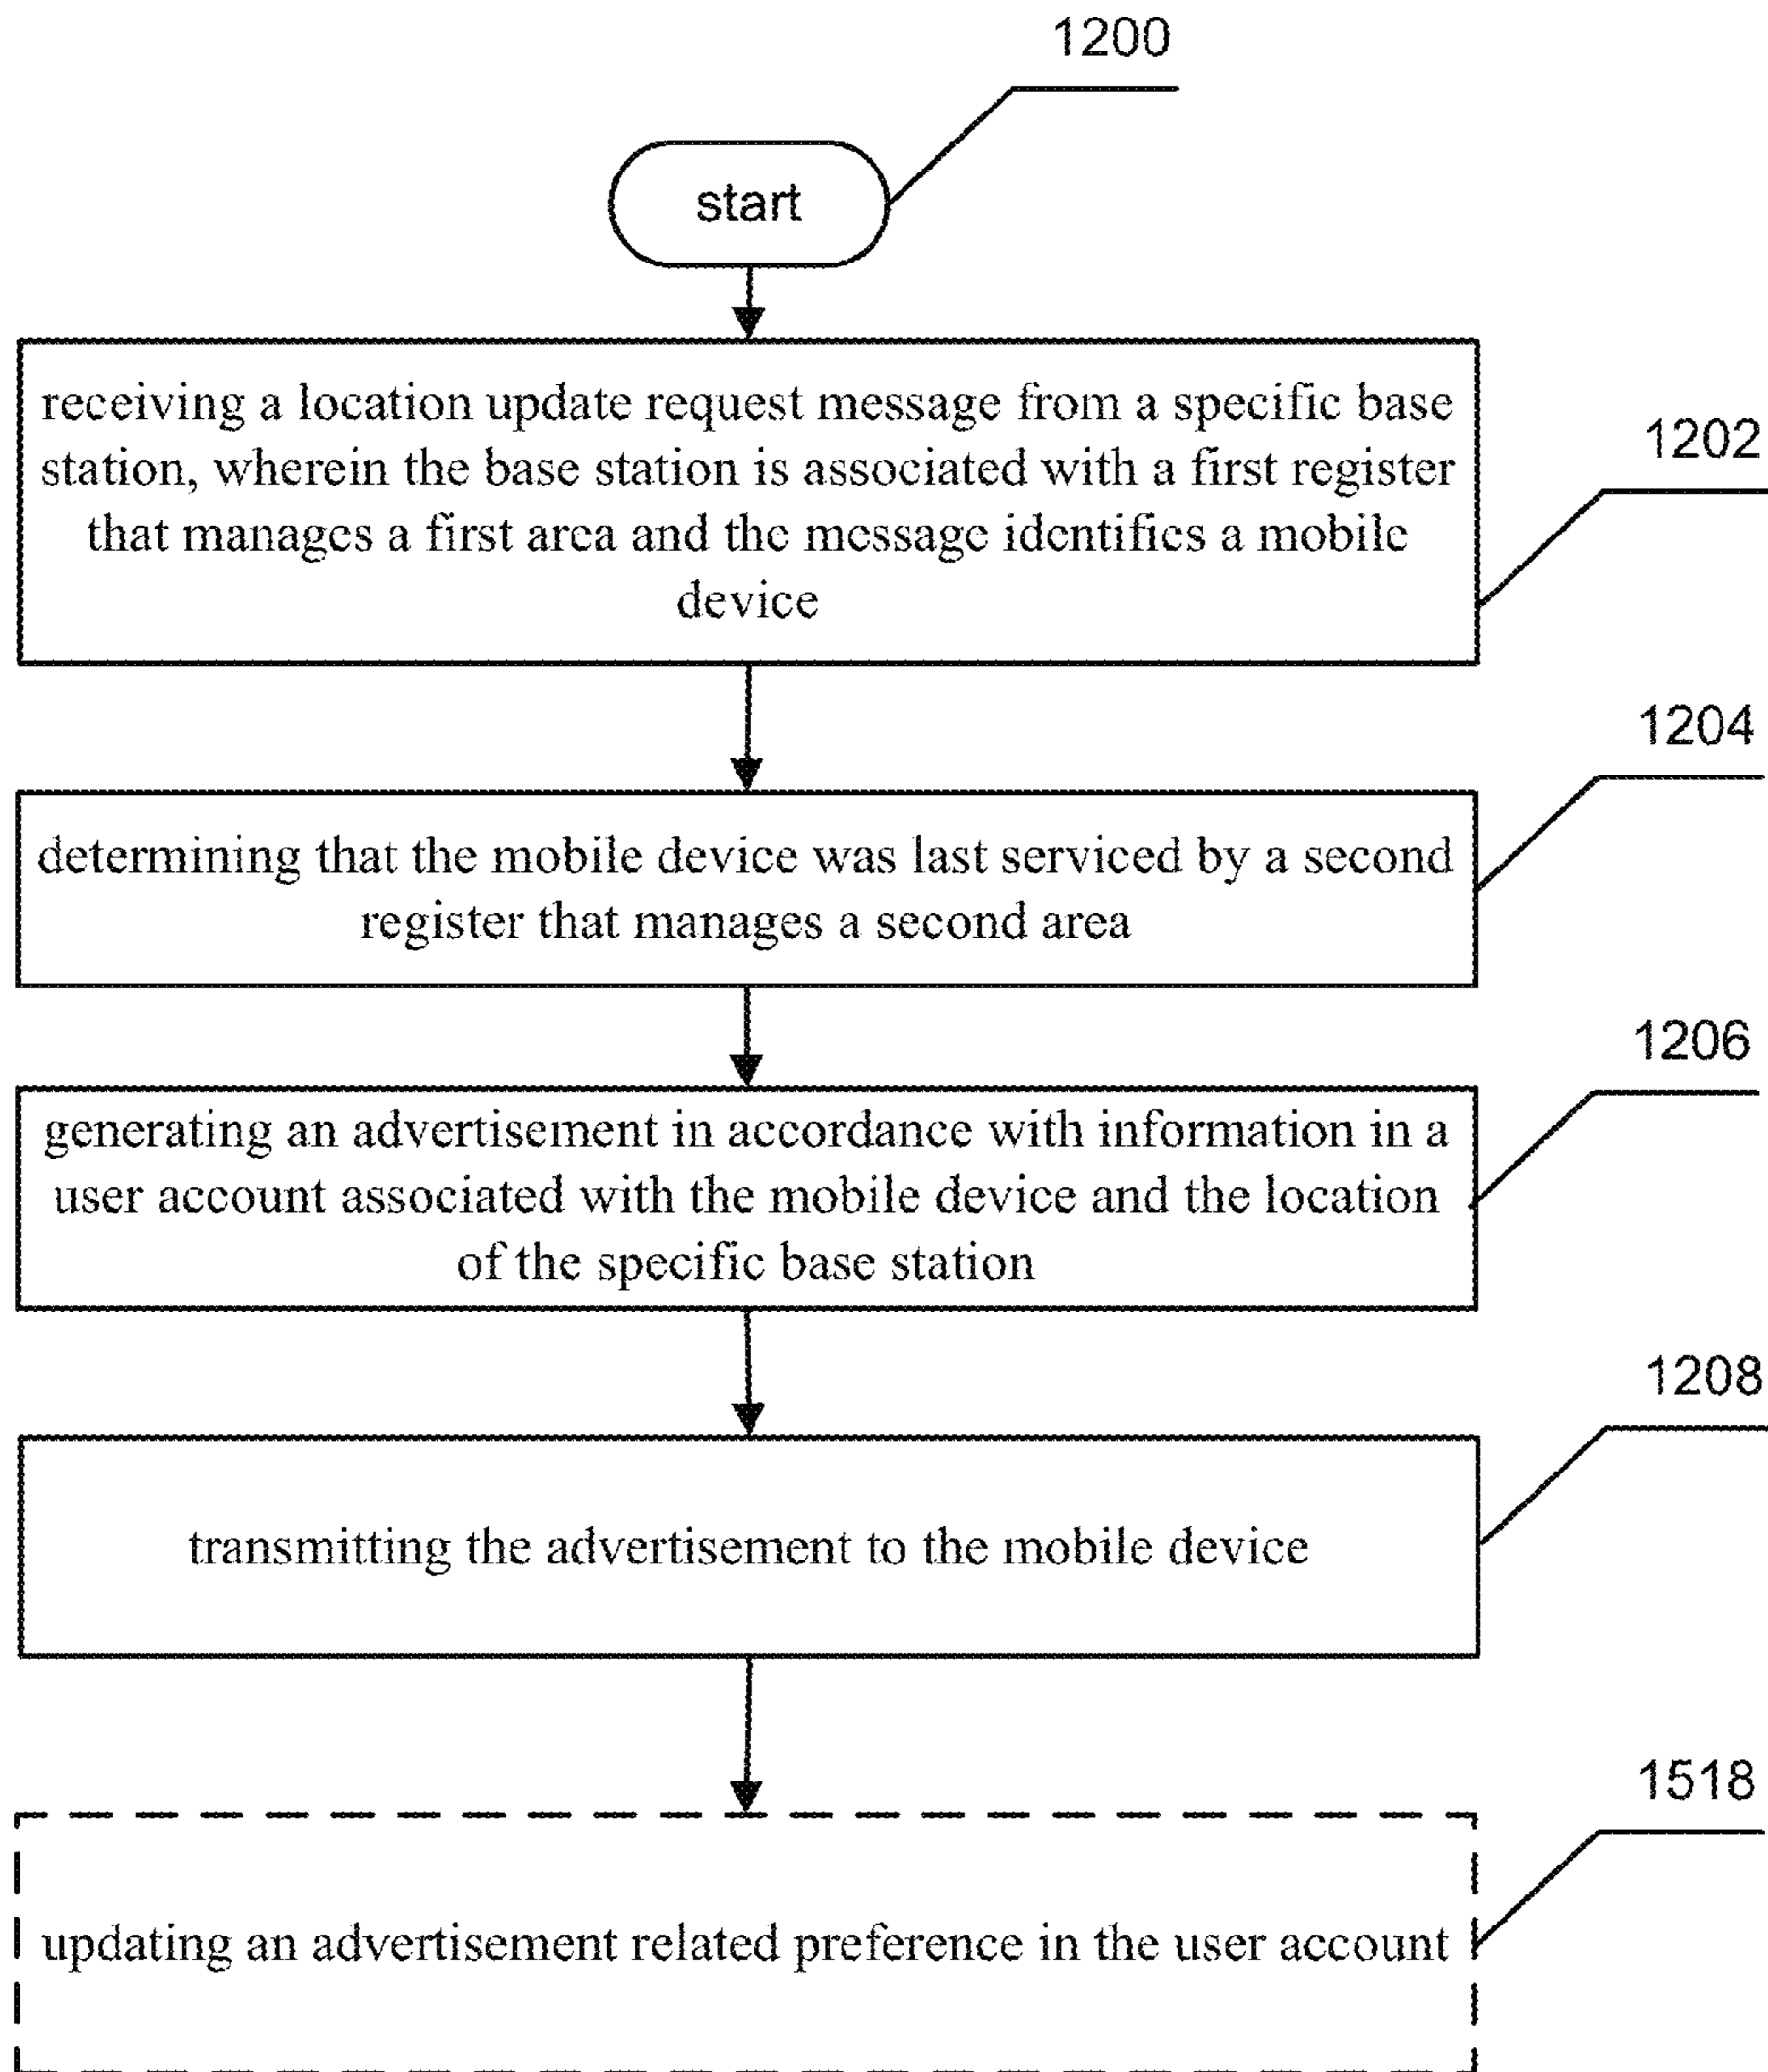 1200
start
receiving a location update request message from a specific base
station, wherein the base station is associated with a first register
that manages a first area and the message identifies a mobile
device
1202
1204
determining that the mobile device was last serviced by a second
register that manages a second area
1206
generating an advertisement in accordance with information in a
user account associated with the mobile device and the location
of the specific base station
1208
transmitting the advertisement to the mobile device
1518
updating an advertisement related preference in the user account